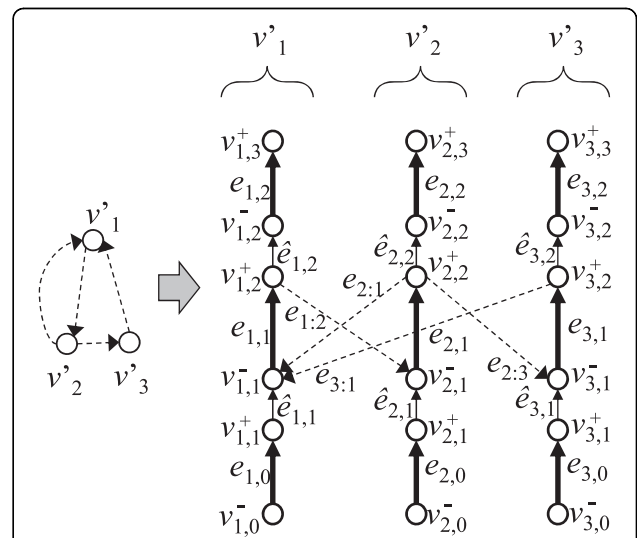 v'₁ v'₂ v'₃
v⁺₁,₃ v⁺₂,₃ v⁺₃,₃
e₁,₂ e₂,₂ e₃,₂
v'₁
v⁻₁,₂ v⁻₂,₂ v⁻₃,₂
ê₁,₂ ê₂,₂ ê₃,₂
v⁺₁,₂ v⁺₂,₂ v⁺₃,₂
e₁:₂ e₂:₁
e₁,₁ e₂,₁ e₃,₁
v'₂ v'₃
e₃:₁ e₂:₃
v⁻₁,₁ v⁻₂,₁ v⁻₃,₁
ê₁,₁ ê₂,₁ ê₃,₁
v⁺₁,₁ v⁺₂,₁ v⁺₃,₁
e₁,₀ e₂,₀ e₃,₀
v⁻₁,₀ v⁻₂,₀ v⁻₃,₀